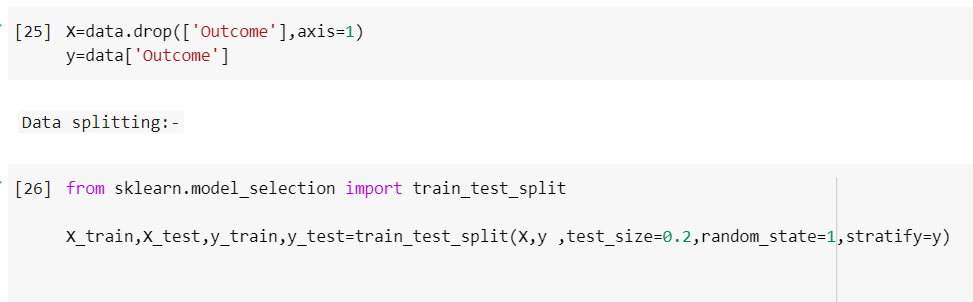 [25] X=data.drop(['Outcome'],axis=1)
y=data['Outcome']
Data splitting:-
[26] from sklearn.model_selection import train_test_split
X_train,X_test,y_train,y_test=train_test_split(X,y ,test_size=0.2,random_state=1,stratify=y)